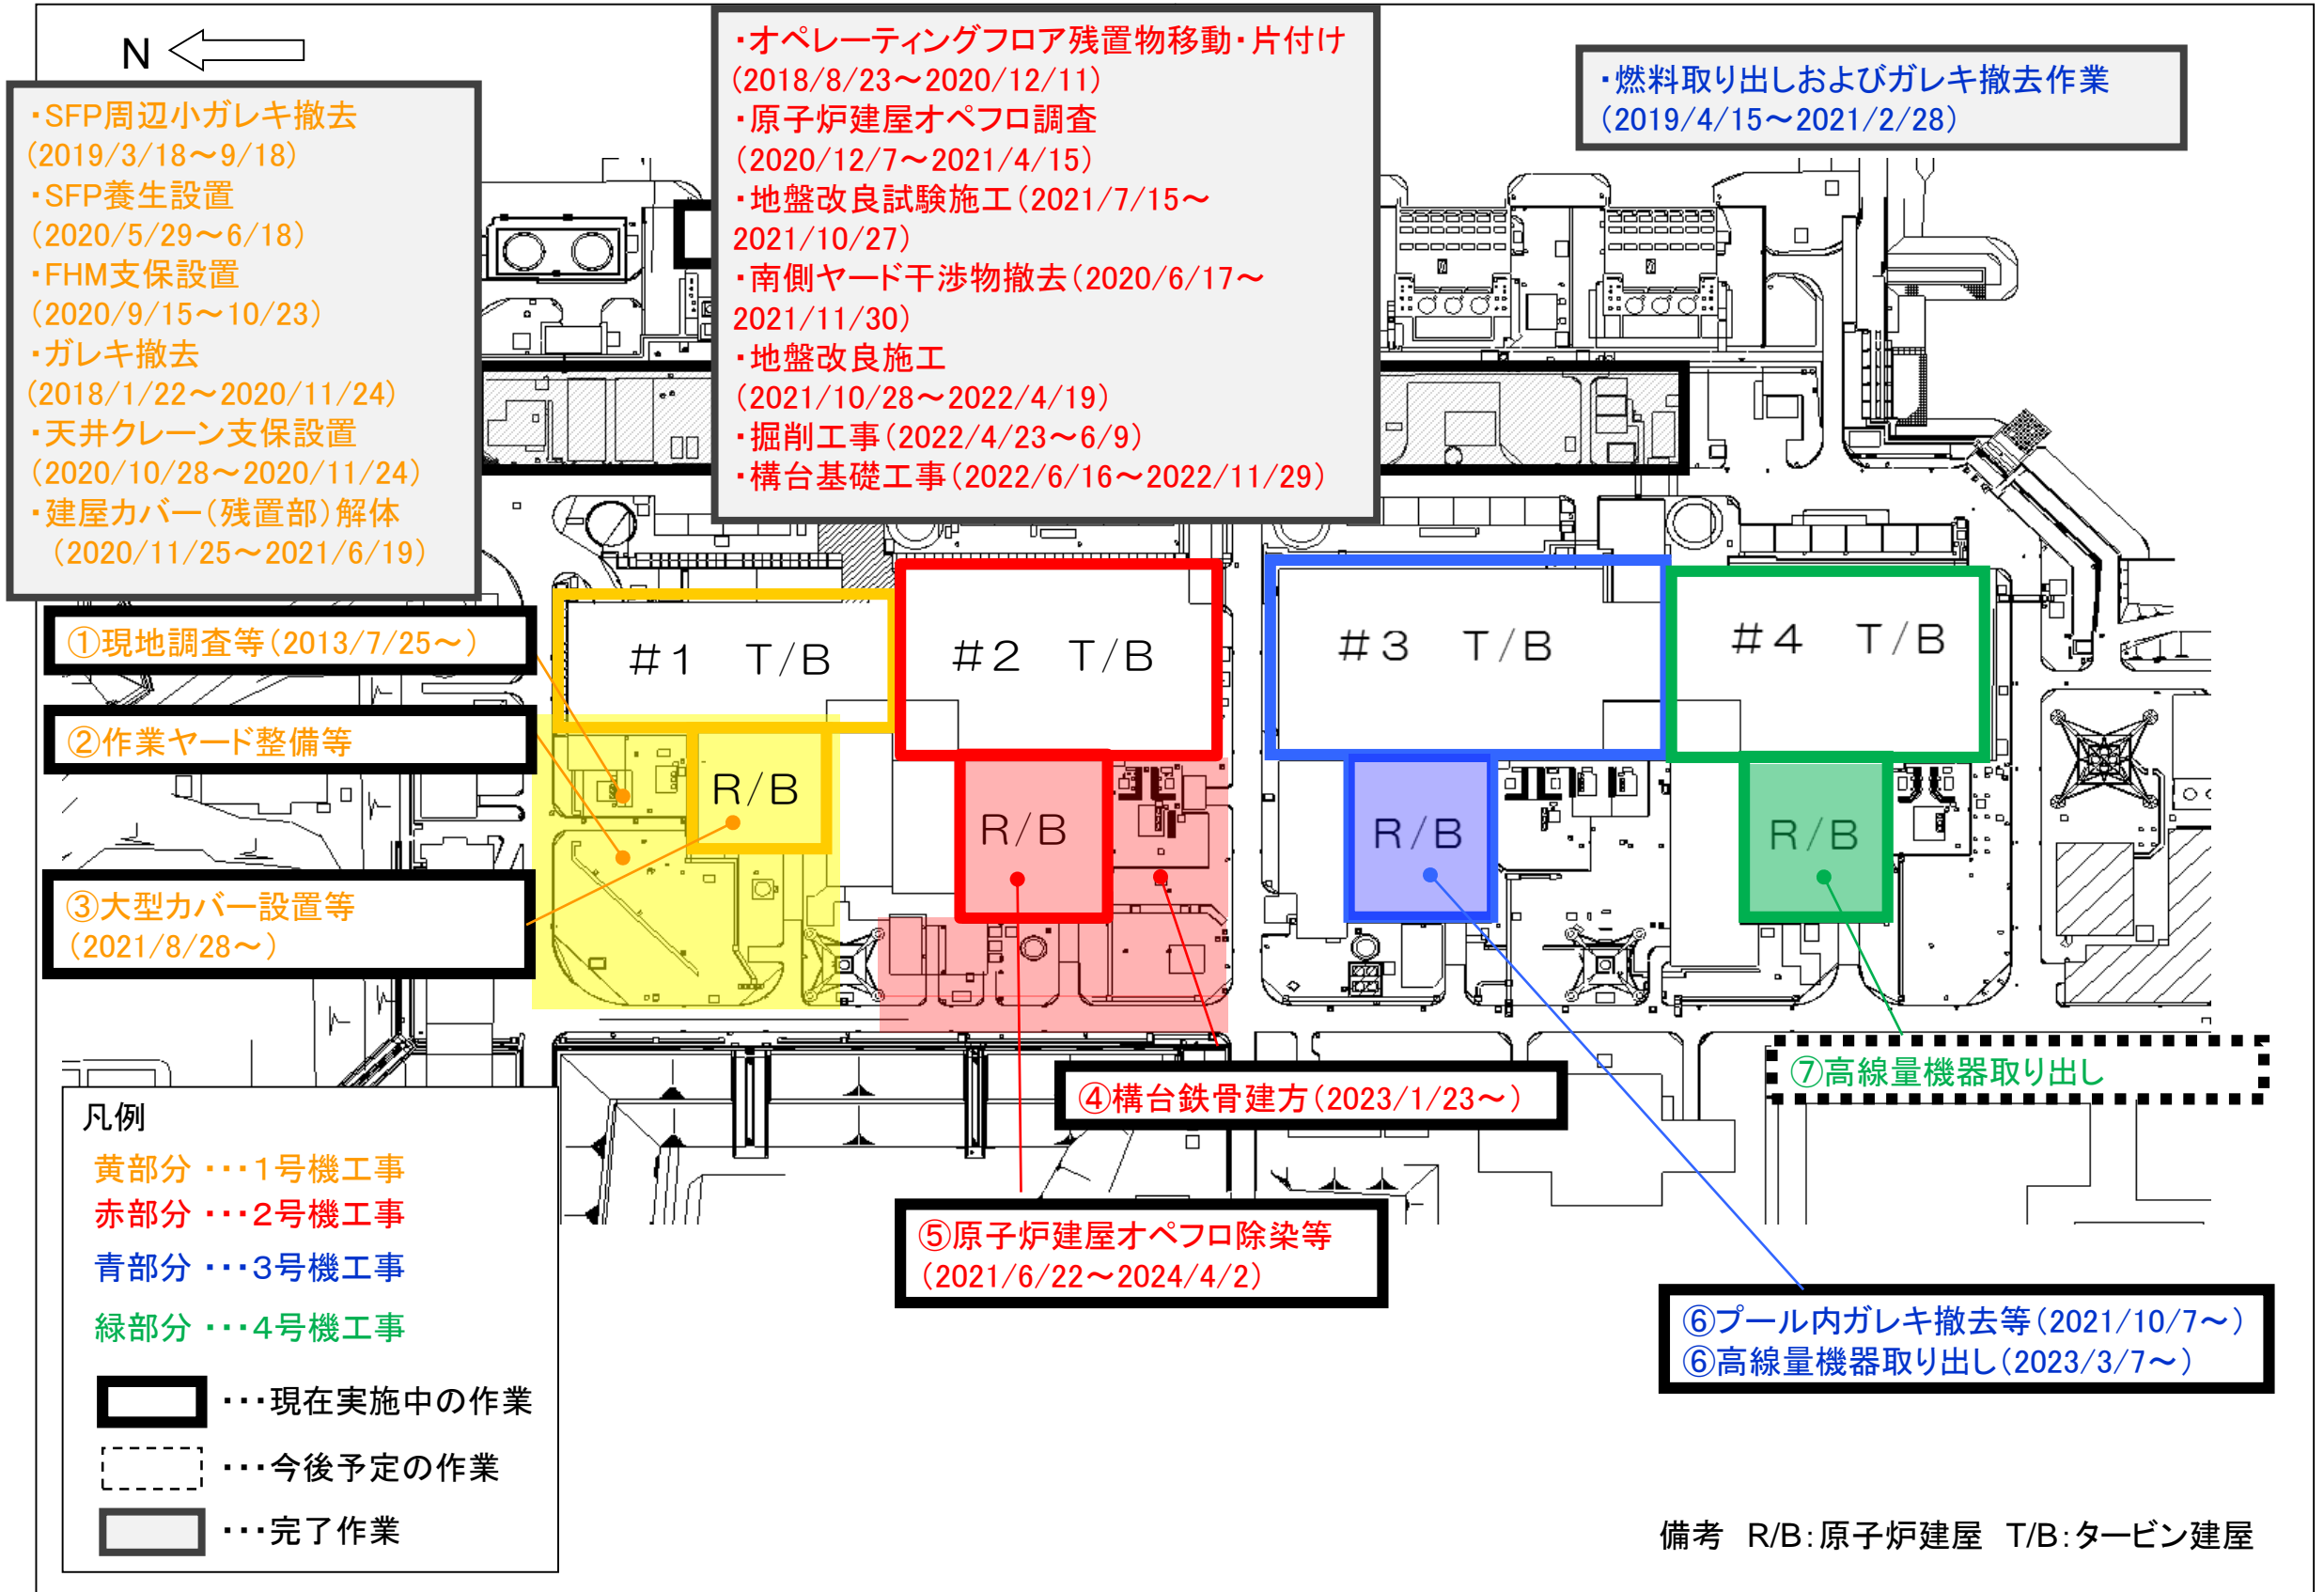 N
・SFP周辺小ガレキ撤去
(2019/3/18～9/18)
・SFP養生設置
(2020/5/29～6/18)
・FHM支保設置
(2020/9/15～10/23)
・ガレキ撤去
(2018/1/22～2020/11/24)
・天井クレーン支保設置
(2020/10/28～2020/11/24)
・建屋カバー(残置部)解体
(2020/11/25～2021/6/19)
・オペレーティングフロア残置物移動・片付け
(2018/8/23～2020/12/11)
・原子炉建屋オペフロ調査
(2020/12/7～2021/4/15)
・地盤改良試験施工(2021/7/15～
2021/10/27)
・南側ヤード干渉物撤去(2020/6/17～
2021/11/30)
・地盤改良施工
(2021/10/28～2022/4/19)
・掘削工事(2022/4/23～6/9)
・構台基礎工事(2022/6/16～2022/11/29)
・燃料取り出しおよびガレキ撤去作業
(2019/4/15～2021/2/28)
①現地調査等(2013/7/25～)
②作業ヤード整備等
③大型カバー設置等
(2021/8/28～)
#1 T/B
#2 T/B
#3 T/B
#4 T/B
R/B
R/B
R/B
R/B
④構台鉄骨建方(2023/1/23～)
⑤原子炉建屋オペフロ除染等
(2021/6/22～2024/4/2)
⑥プール内ガレキ撤去等(2021/10/7～)
⑥高線量機器取り出し(2023/3/7～)
⑦高線量機器取り出し
凡例
黄部分 ・・・1号機工事
赤部分 ・・・2号機工事
青部分 ・・・3号機工事
緑部分 ・・・4号機工事
・・・現在実施中の作業
・・・今後予定の作業
・・・完了作業
備考 R/B:原子炉建屋 T/B:タービン建屋